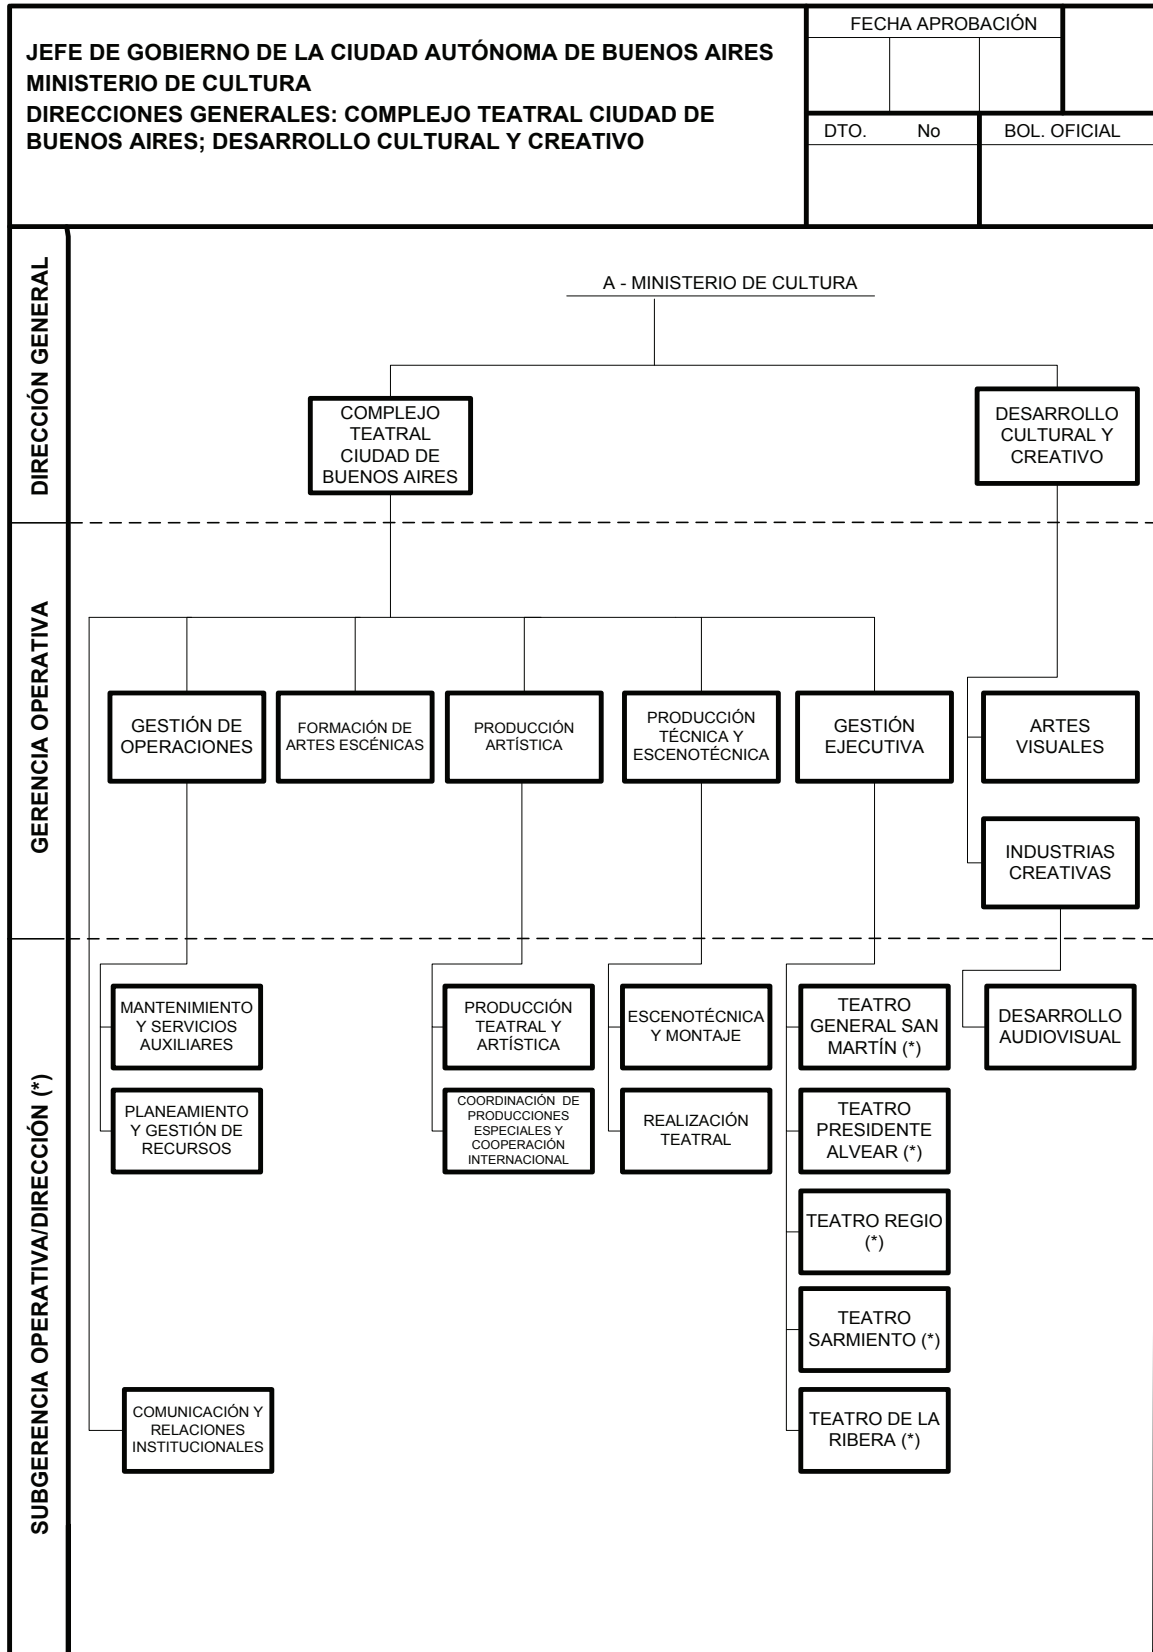 JEFE DE GOBIERNO DE LA CIUDAD AUTÓNOMA DE BUENOS AIRES
MINISTERIO DE CULTURA
DIRECCIONES GENERALES: COMPLEJO TEATRAL CIUDAD DE
BUENOS AIRES; DESARROLLO CULTURAL Y CREATIVO
FECHA APROBACIÓN
DTO. No
BOL. OFICIAL
DIRECCIÓN GENERAL
A - MINISTERIO DE CULTURA
COMPLEJO
TEATRAL
CIUDAD DE
BUENOS AIRES
DESARROLLO
CULTURAL Y
CREATIVO
GERENCIA OPERATIVA
GESTIÓN DE
OPERACIONES
FORMACIÓN DE
ARTES ESCÉNICAS
PRODUCCIÓN
ARTÍSTICA
PRODUCCIÓN
TÉCNICA Y
ESCENOTÉCNICA
GESTIÓN
EJECUTIVA
ARTES
VISUALES
INDUSTRIAS
CREATIVAS
SUBGERENCIA OPERATIVA/DIRECCIÓN (*)
MANTENIMIENTO
Y SERVICIOS
AUXILIARES
PRODUCCIÓN
TEATRAL Y
ARTÍSTICA
ESCENOTÉCNICA
Y MONTAJE
TEATRO
GENERAL SAN
MARTÍN (*)
DESARROLLO
AUDIOVISUAL
PLANEAMIENTO
Y GESTIÓN DE
RECURSOS
COORDINACIÓN DE
PRODUCCIONES
ESPECIALES Y
COOPERACIÓN
INTERNACIONAL
REALIZACIÓN
TEATRAL
TEATRO
PRESIDENTE
ALVEAR (*)
TEATRO REGIO
(*)
TEATRO
SARMIENTO (*)
COMUNICACIÓN Y
RELACIONES
INSTITUCIONALES
TEATRO DE LA
RIBERA (*)